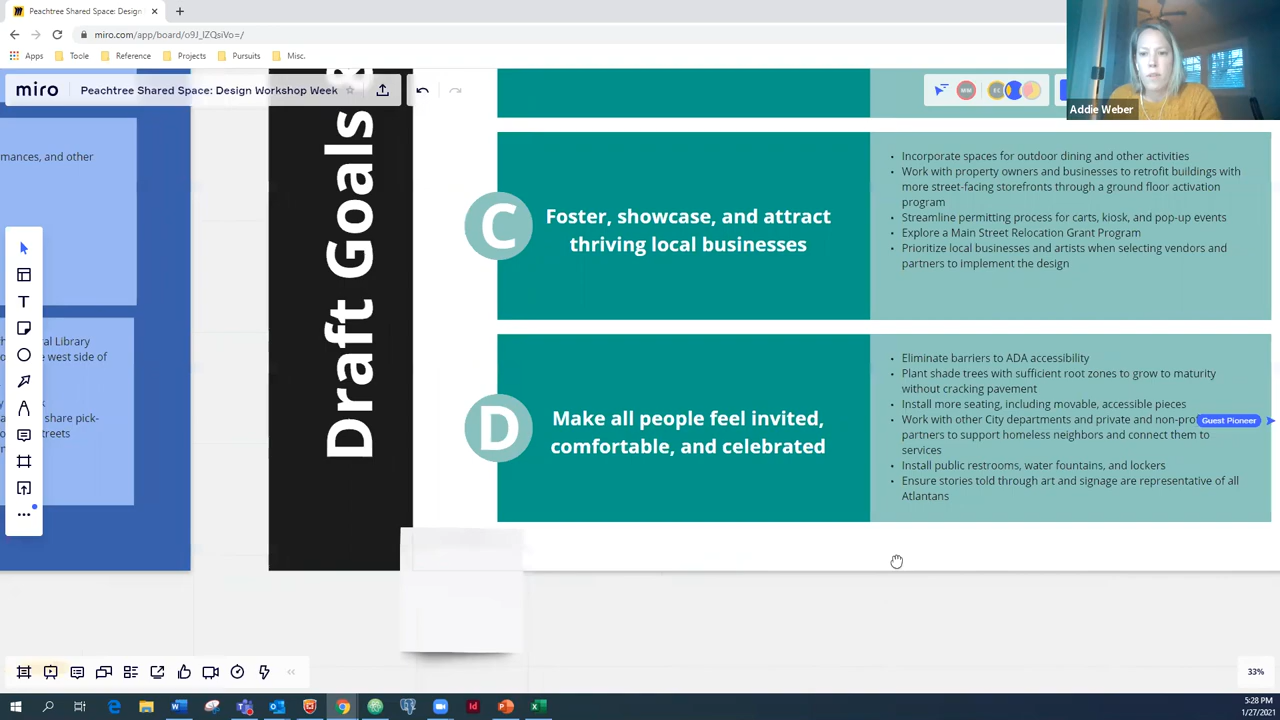 Peachtree Shared Space: Design
miro.com/app/board/o9J_lZQsiVo=/
Apps
Tools
Reference
Projects
Pursuits
Misc.
miro
Peachtree Shared Space: Design Workshop Week
MM
EC
Addie Weber
mances, and other
al Library
e west side of
k
share pick-
streets
Draft Goals
C
Foster, showcase, and attract
thriving local businesses
• Incorporate spaces for outdoor dining and other activities
• Work with property owners and businesses to retrofit buildings with
more street-facing storefronts through a ground floor activation
program
• Streamline permitting process for carts, kiosk, and pop-up events
• Explore a Main Street Relocation Grant Program
• Prioritize local businesses and artists when selecting vendors and
partners to implement the design
D
Make all people feel invited,
comfortable, and celebrated
• Eliminate barriers to ADA accessibility
• Plant shade trees with sufficient root zones to grow to maturity
without cracking pavement
• Install more seating, including movable, accessible pieces
• Work with other City departments and private and non-pro
Guest Pioneer
partners to support homeless neighbors and connect them to
services
• Install public restrooms, water fountains, and lockers
• Ensure stories told through art and signage are representative of all
Atlantans
33%
5:28 PM
1/27/2021